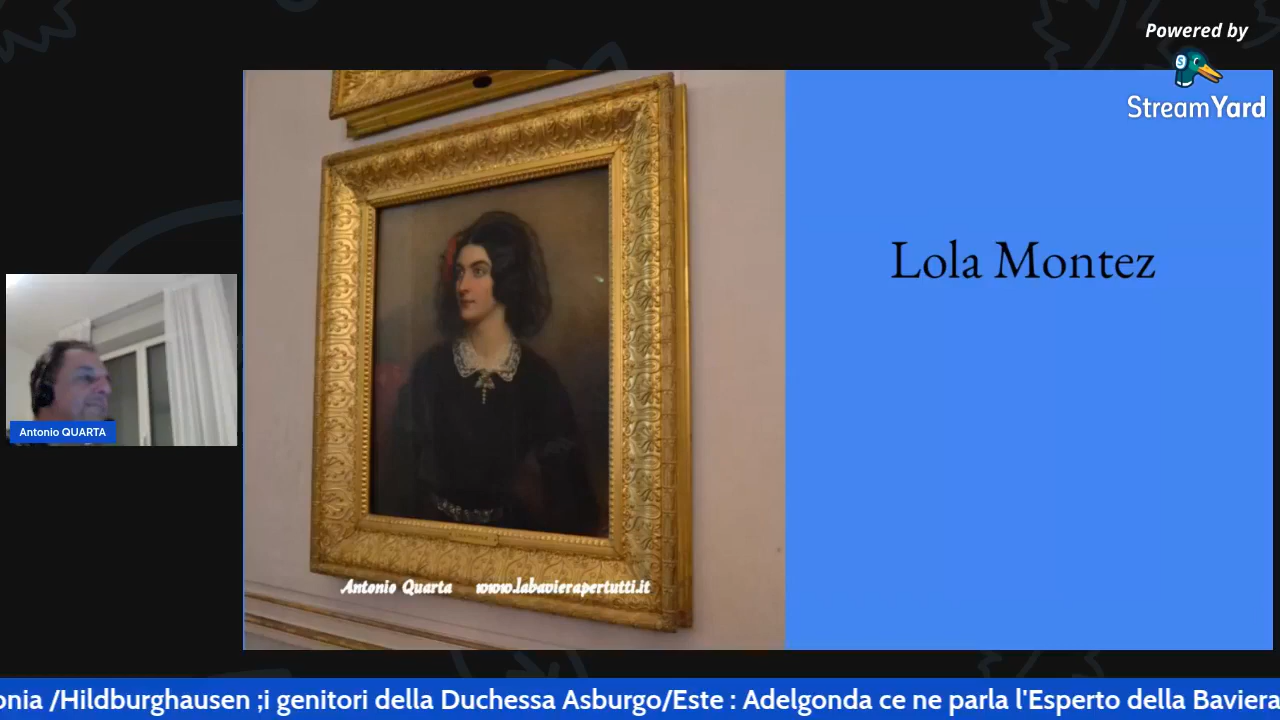 Powered by
StreamYard
Lola Montez
Antonio QUARTA
Antonio Quarta www.labavierapertutti.it
onia /Hildburghausen ;i genitori della Duchessa Asburgo/Este : Adelgonda ce ne parla l'Esperto della Baviera